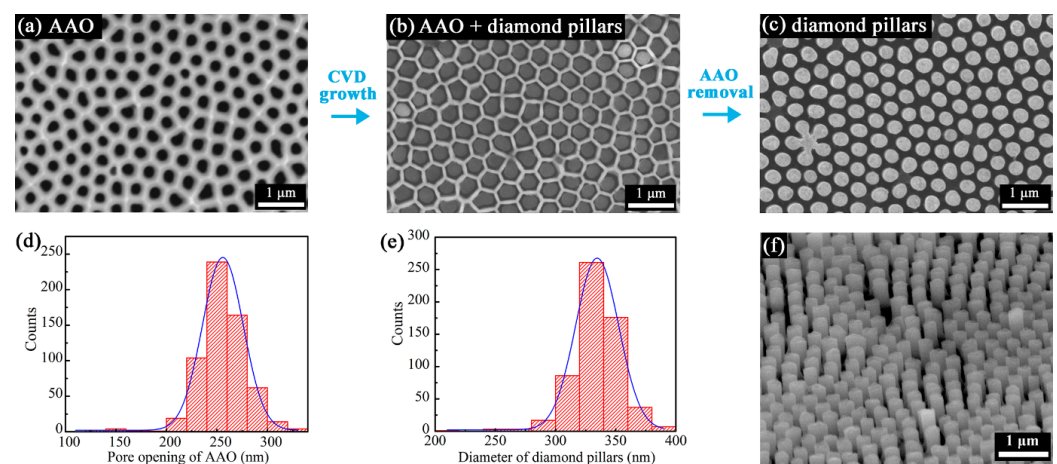 (a) AAO
(b) AAO + diamond pillars
(c) diamond pillars
CVD
growth
AAO
removal
1 μm
1 μm
1 μm
(d)
250
200
150
100
50
0
Counts
100
150
200
250
300
Pore opening of AAO (nm)
(e)
300
250
200
150
100
50
0
Counts
200
250
300
350
400
Diameter of diamond pillars (nm)
(f)
1 μm